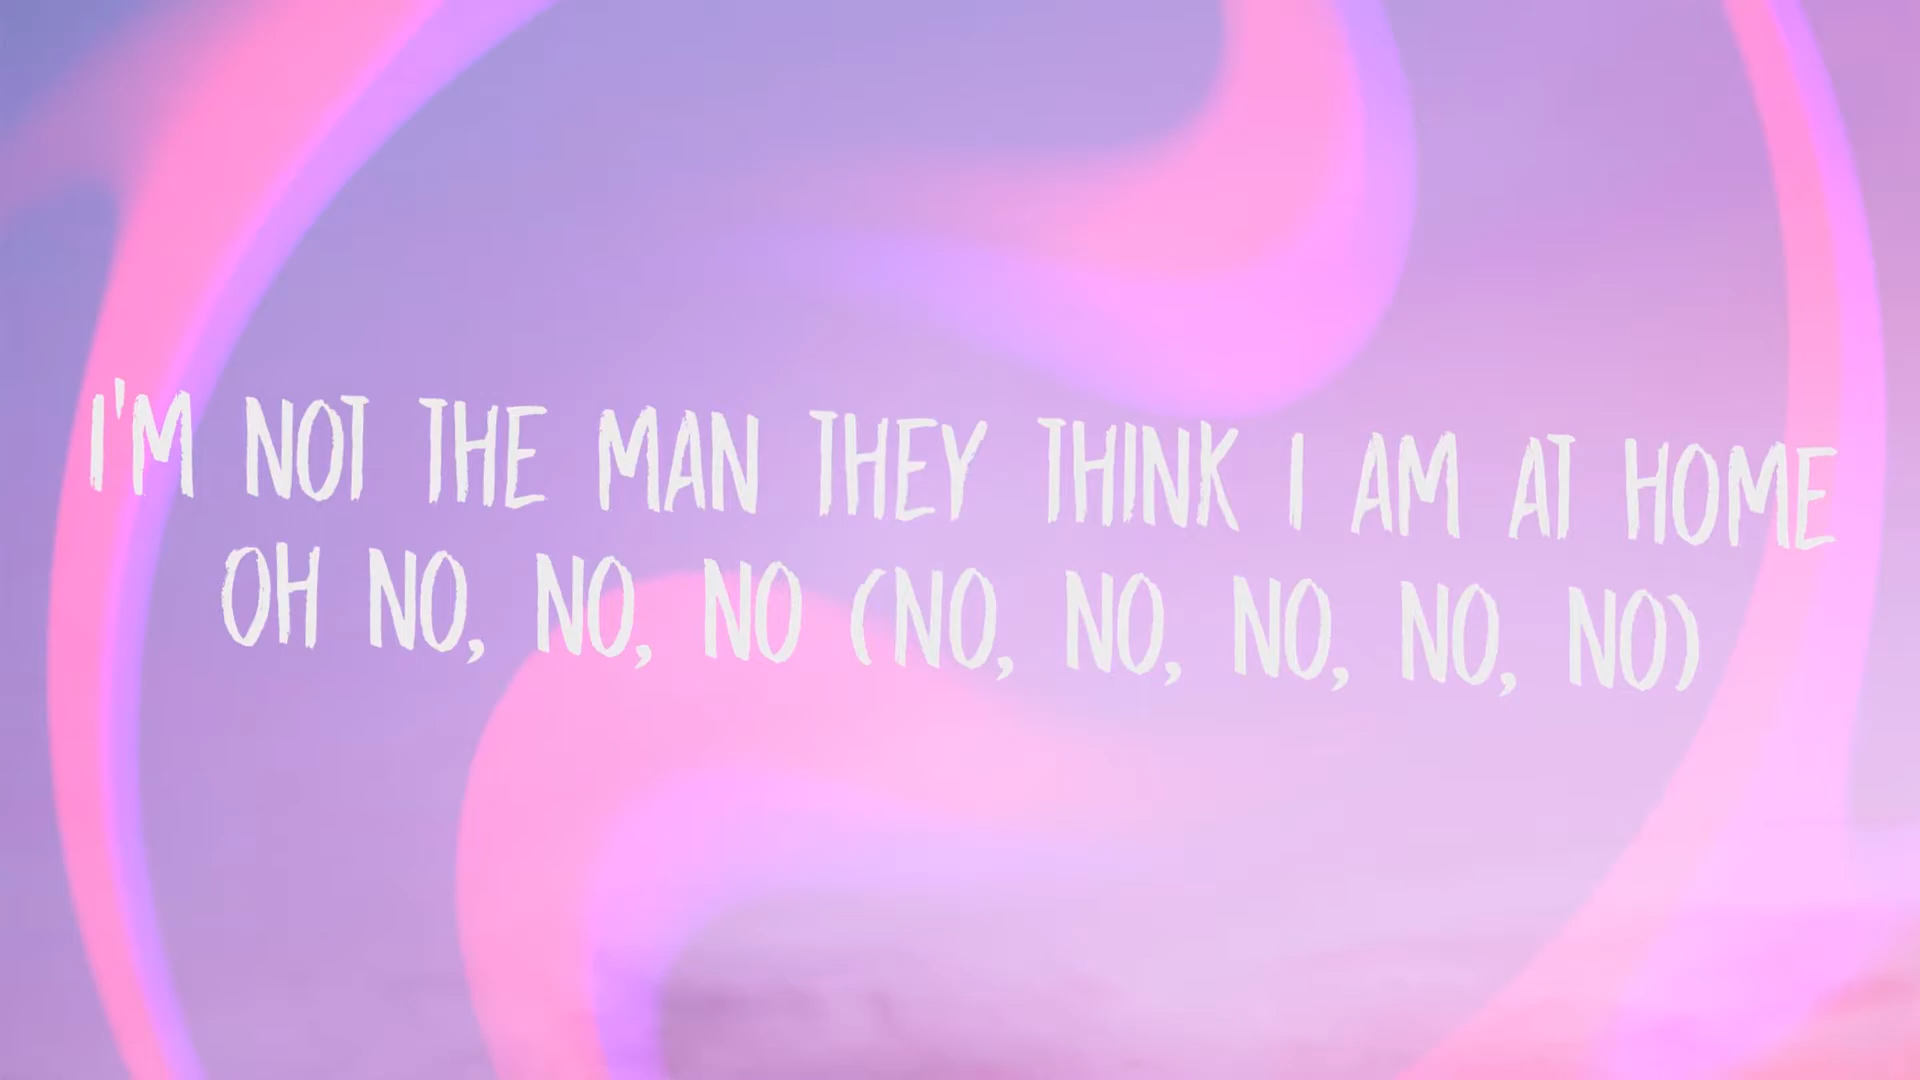 I'M NOT THE MAN THEY THINK I AM AT HOME
OH NO, NO, NO (NO, NO, NO, NO, NO)